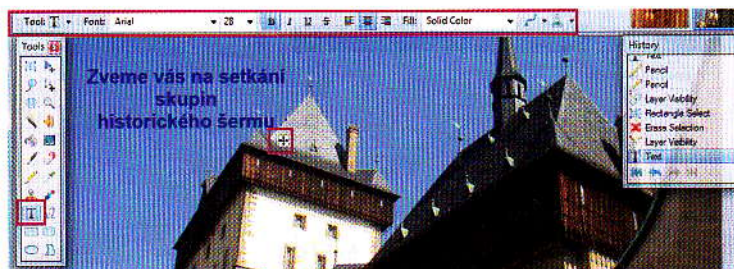 Tool: T Font: Arial 28 B I U S Fill: Solid Color
Tools
History
Text
Pencil
Pencil
Layer Visibility
Rectangle Select
Erase Selection
Layer Visibility
Text
Zveme vás na setkání
skupin
historického šermu
T